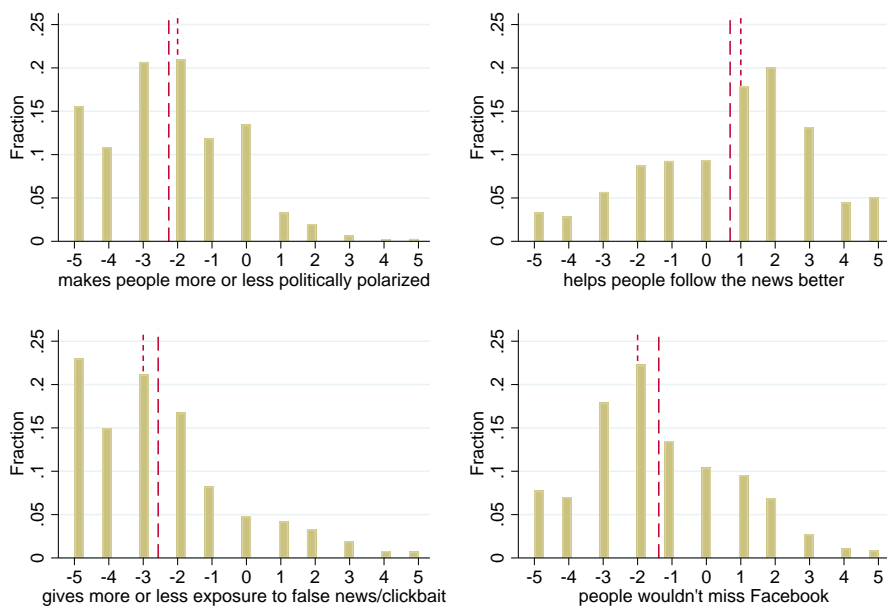 .25
.2
.15
.1
.05
0
Fraction
-5 -4 -3 -2 -1 0 1 2 3 4 5
makes people more or less politically polarized
.25
.2
.15
.1
.05
0
Fraction
-5 -4 -3 -2 -1 0 1 2 3 4 5
helps people follow the news better
.25
.2
.15
.1
.05
0
Fraction
-5 -4 -3 -2 -1 0 1 2 3 4 5
gives more or less exposure to false news/clickbait
.25
.2
.15
.1
.05
0
Fraction
-5 -4 -3 -2 -1 0 1 2 3 4 5
people wouldn't miss Facebook